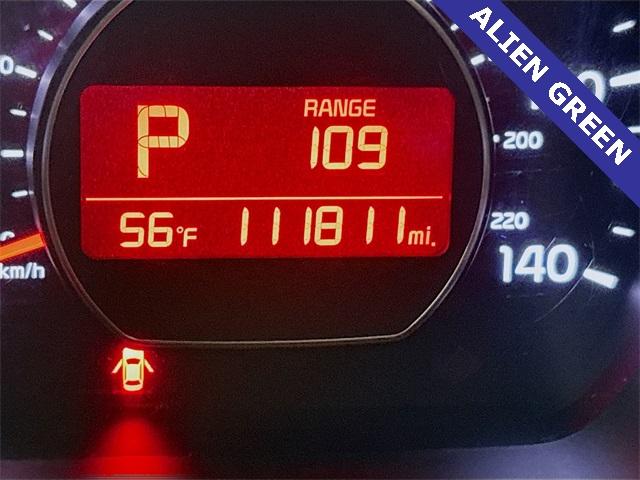 ALIEN GREEN
P
RANGE
109
56°F 111811 mi.
200
220
140
km/h